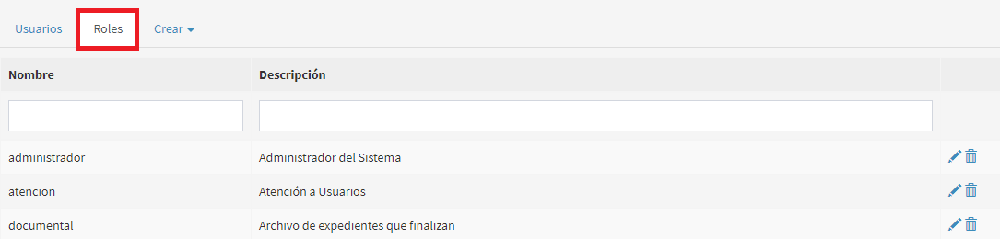 Usuarios Roles Crear
Nombre Descripción
administrador Administrador del Sistema
atencion Atención a Usuarios
documental Archivo de expedientes que finalizan